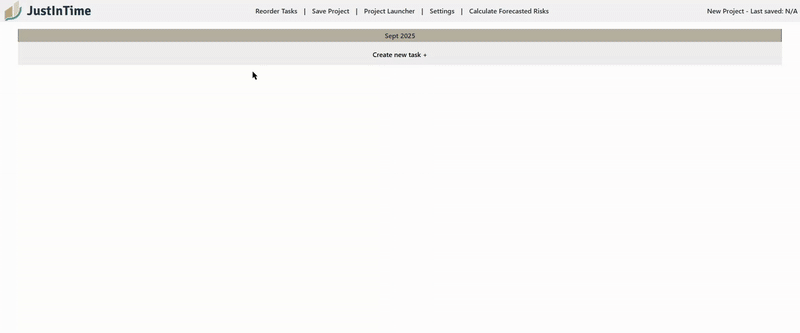 JustInTime
Reorder Tasks | Save Project | Project Launcher | Settings | Calculate Forecasted Risks
New Project - Last saved: N/A
Sept 2025
Create new task +